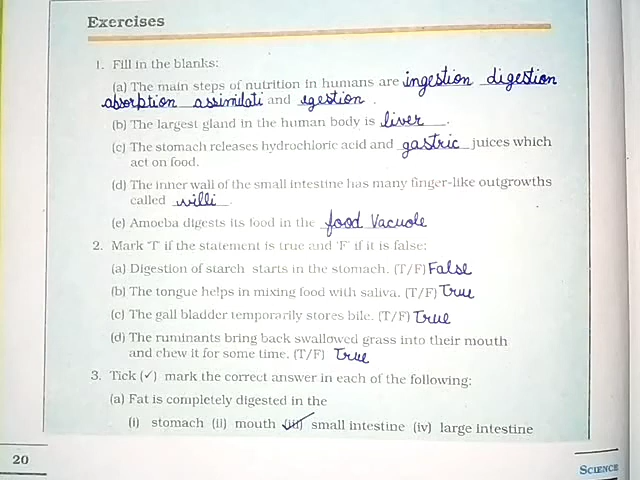 Exercises
1. Fill in the blanks:
(a) The main steps of nutrition in humans are ingestion digestion
absorption assimilati and egestion .
(b) The largest gland in the human body is liver .
(c) The stomach releases hydrochloric acid and gastric juices which
act on food.
(d) The inner wall of the small intestine has many finger-like outgrowths
called willi .
(e) Amoeba digests its food in the food Vacuole
2. Mark 'T' if the statement is true and 'F' if it is false:
(a) Digestion of starch starts in the stomach. (T/F) False
(b) The tongue helps in mixing food with saliva. (T/F) True
(c) The gall bladder temporarily stores bile. (T/F) True
(d) The ruminants bring back swallowed grass into their mouth
and chew it for some time. (T/F) True
3. Tick (✓) mark the correct answer in each of the following:
(a) Fat is completely digested in the
(i) stomach (ii) mouth (iii) small intestine (iv) large intestine
20
SCIENCE